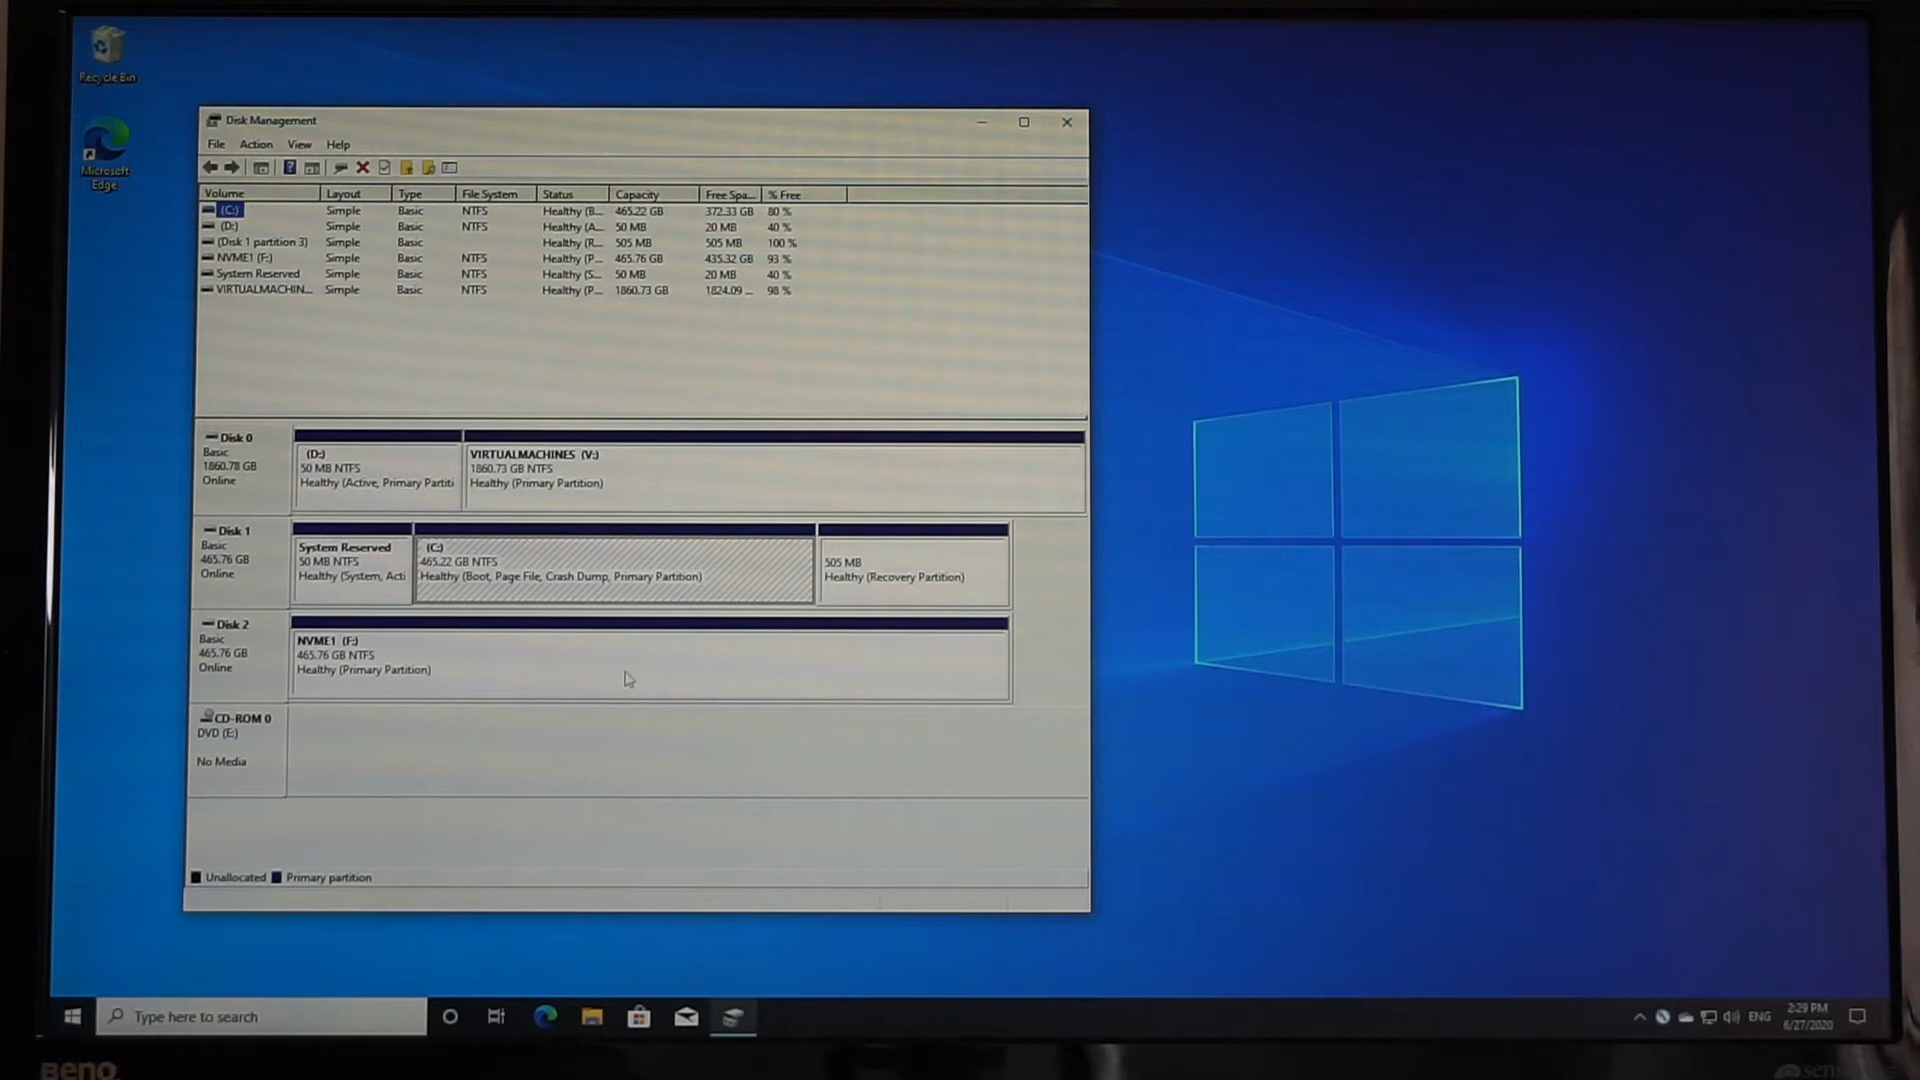 Recycle Bin
Microsoft
Edge
Disk Management
File Action View Help
Volume Layout Type File System Status Capacity Free Spa... % Free
(C:) Simple Basic NTFS Healthy (B... 465.22 GB 372.33 GB 80 %
(D:) Simple Basic NTFS Healthy (A... 50 MB 20 MB 40 %
(Disk 1 partition 3) Simple Basic Healthy (R... 505 MB 505 MB 100 %
NVME1 (F:) Simple Basic NTFS Healthy (P... 465.76 GB 435.32 GB 93 %
System Reserved Simple Basic NTFS Healthy (S... 50 MB 20 MB 40 %
VIRTUALMACHIN... Simple Basic NTFS Healthy (P... 1860.73 GB 1824.09 ... 98 %
Disk 0
Basic
1860.78 GB
Online
(D:)
50 MB NTFS
Healthy (Active, Primary Partiti
VIRTUALMACHINES (V:)
1860.73 GB NTFS
Healthy (Primary Partition)
Disk 1
Basic
465.76 GB
Online
System Reserved
50 MB NTFS
Healthy (System, Acti
(C:)
465.22 GB NTFS
Healthy (Boot, Page File, Crash Dump, Primary Partition)
505 MB
Healthy (Recovery Partition)
Disk 2
Basic
465.76 GB
Online
NVME1 (F:)
465.76 GB NTFS
Healthy (Primary Partition)
CD-ROM 0
DVD (E:)
No Media
Unallocated Primary partition
Type here to search
ENG
2:29 PM
6/27/2020
BenQ